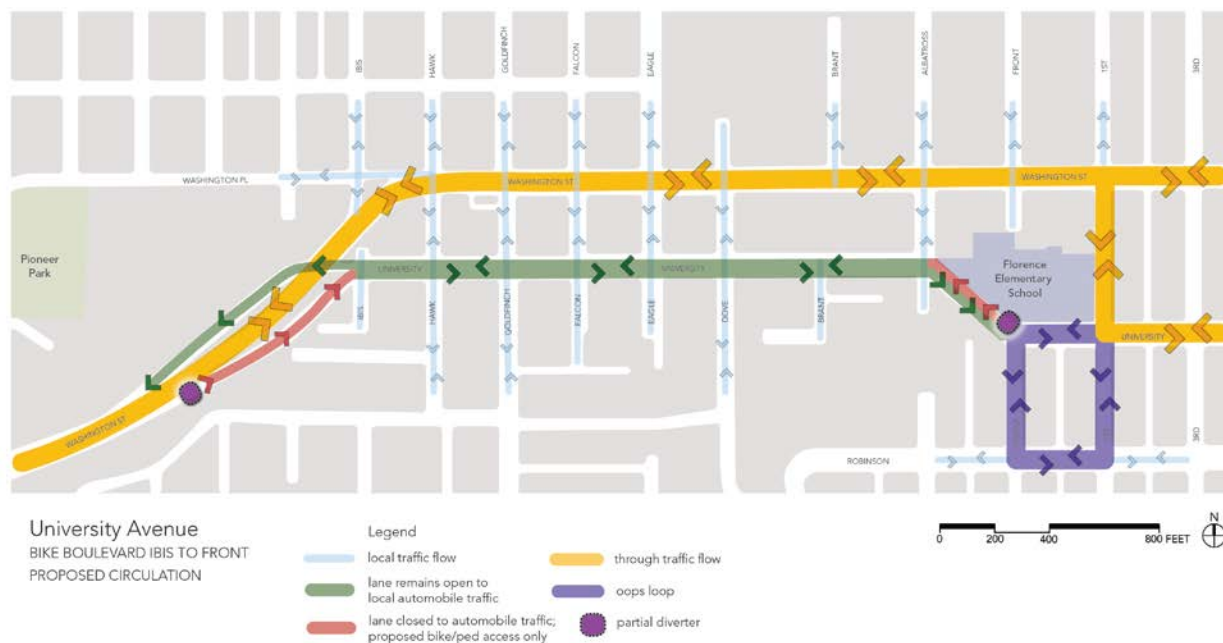 IBIS
HAWK
GOLDFINCH
FALCON
EAGLE
BRANT
ALBATROSS
FRONT
1ST
3RD
WASHINGTON PL
WASHINGTON ST
WASHINGTON ST
Pioneer
Park
UNIVERSITY
UNIVERSITY
Florence
Elementary
School
IBIS
HAWK
GOLDFINCH
FALCON
EAGLE
DOVE
BRANT
UNIVERSITY
WASHINGTON ST
3RD
ROBINSON
University Avenue
BIKE BOULEVARD IBIS TO FRONT
PROPOSED CIRCULATION
Legend
local traffic flow
lane remains open to
local automobile traffic
lane closed to automobile traffic;
proposed bike/ped access only
through traffic flow
oops loop
partial diverter
0 200 400 800 FEET
N